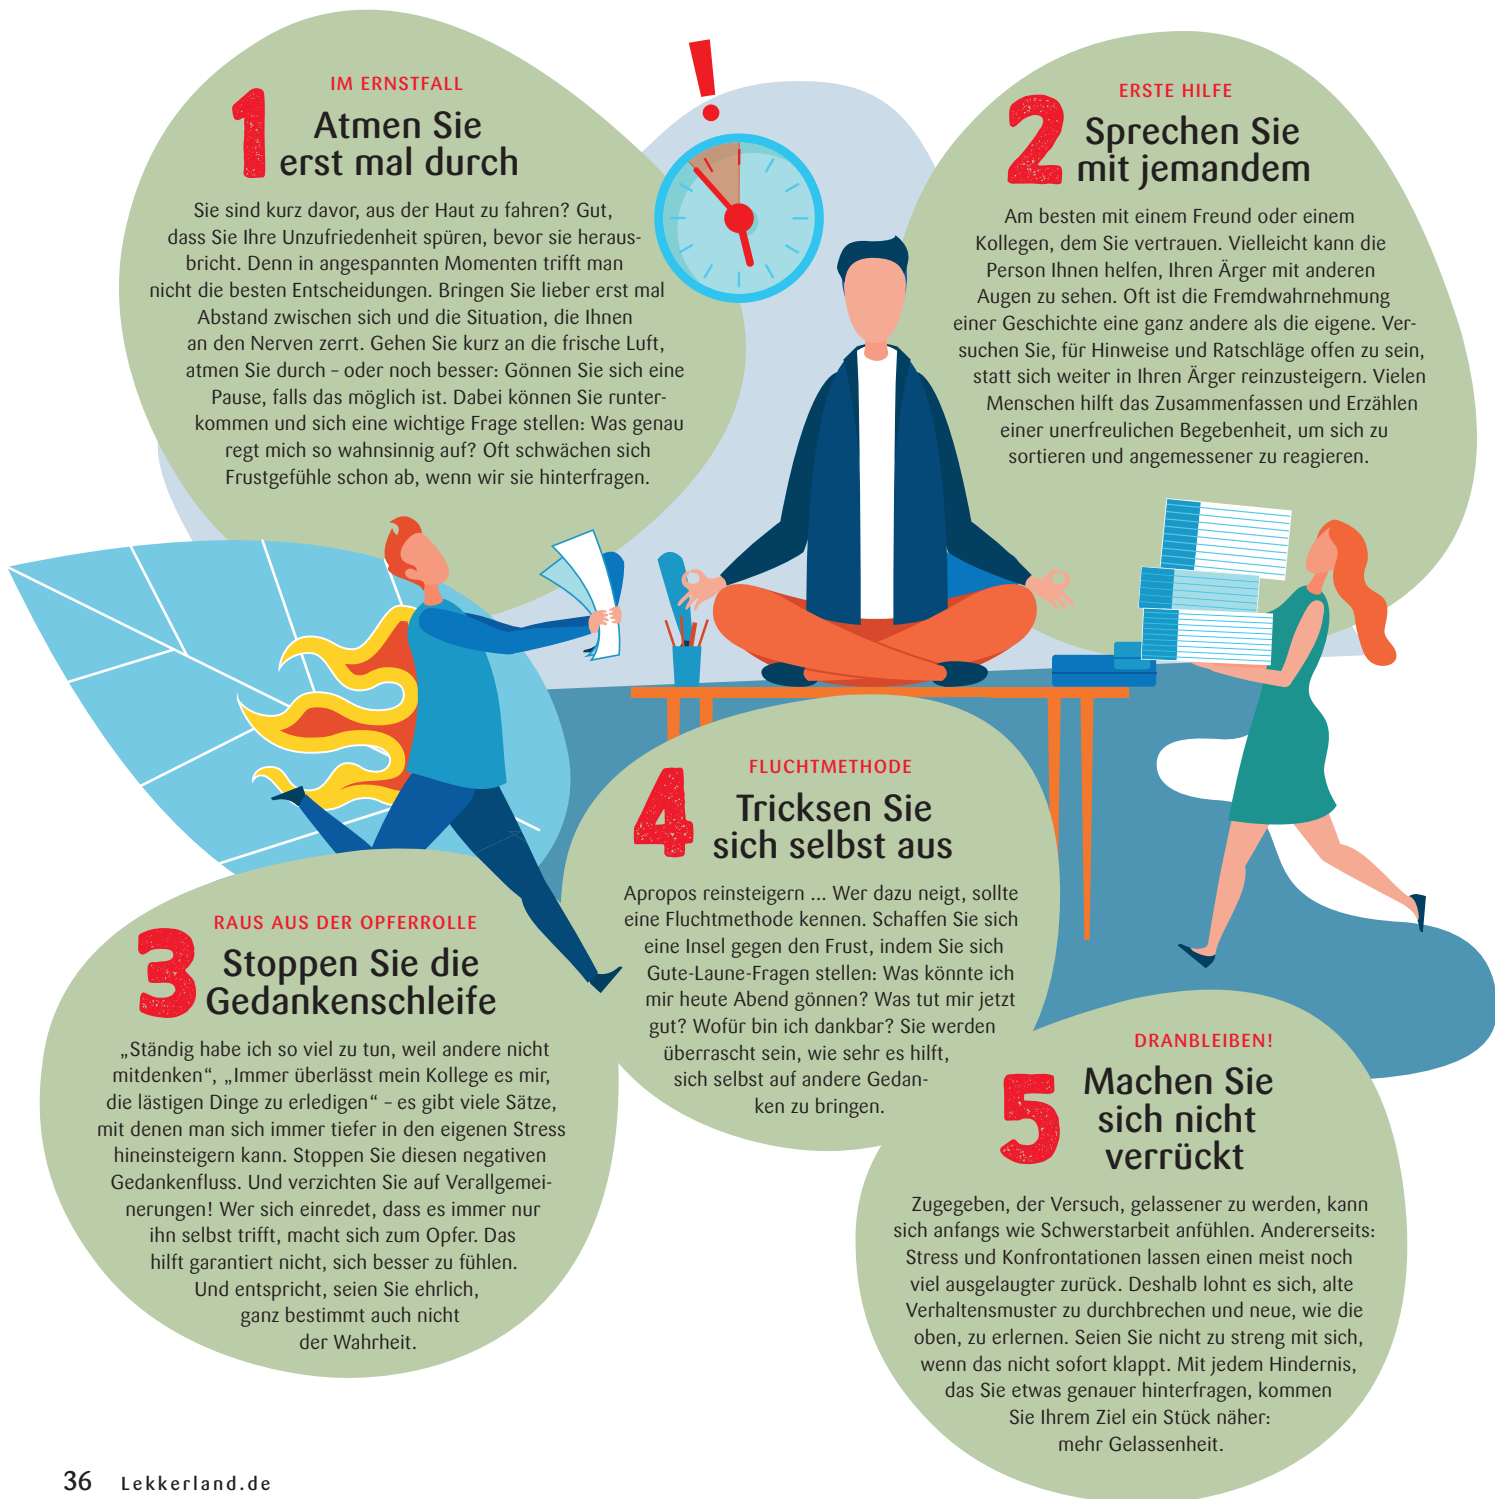 IM ERNSTFALL
1
Atmen Sie
erst mal durch
Sie sind kurz davor, aus der Haut zu fahren? Gut,
dass Sie Ihre Unzufriedenheit spüren, bevor sie heraus-
bricht. Denn in angespannten Momenten trifft man
nicht die besten Entscheidungen. Bringen Sie lieber erst mal
Abstand zwischen sich und die Situation, die Ihnen
an den Nerven zerrt. Gehen Sie kurz an die frische Luft,
atmen Sie durch – oder noch besser: Gönnen Sie sich eine
Pause, falls das möglich ist. Dabei können Sie runter-
kommen und sich eine wichtige Frage stellen: Was genau
regt mich so wahnsinnig auf? Oft schwächen sich
Frustgefühle schon ab, wenn wir sie hinterfragen.
!
ERSTE HILFE
2
Sprechen Sie
mit jemandem
Am besten mit einem Freund oder einem
Kollegen, dem Sie vertrauen. Vielleicht kann die
Person Ihnen helfen, Ihren Ärger mit anderen
Augen zu sehen. Oft ist die Fremdwahrnehmung
einer Geschichte eine ganz andere als die eigene. Ver-
suchen Sie, für Hinweise und Ratschläge offen zu sein,
statt sich weiter in Ihren Ärger reinzusteigern. Vielen
Menschen hilft das Zusammenfassen und Erzählen
einer unerfreulichen Begebenheit, um sich zu
sortieren und angemessener zu reagieren.
RAUS AUS DER OPFERROLLE
3
Stoppen Sie die
Gedankenschleife
„Ständig habe ich so viel zu tun, weil andere nicht
mitdenken“, „Immer überlässt mein Kollege es mir,
die lästigen Dinge zu erledigen“ – es gibt viele Sätze,
mit denen man sich immer tiefer in den eigenen Stress
hineinsteigern kann. Stoppen Sie diesen negativen
Gedankenfluss. Und verzichten Sie auf Verallgemei-
nerungen! Wer sich einredet, dass es immer nur
ihn selbst trifft, macht sich zum Opfer. Das
hilft garantiert nicht, sich besser zu fühlen.
Und entspricht, seien Sie ehrlich,
ganz bestimmt auch nicht
der Wahrheit.
FLUCHTMETHODE
4
Tricksen Sie
sich selbst aus
Apropos reinsteigern ... Wer dazu neigt, sollte
eine Fluchtmethode kennen. Schaffen Sie sich
eine Insel gegen den Frust, indem Sie sich
Gute-Laune-Fragen stellen: Was könnte ich
mir heute Abend gönnen? Was tut mir jetzt
gut? Wofür bin ich dankbar? Sie werden
überrascht sein, wie sehr es hilft,
sich selbst auf andere Gedan-
ken zu bringen.
DRANBLEIBEN!
5
Machen Sie
sich nicht
verrückt
Zugegeben, der Versuch, gelassener zu werden, kann
sich anfangs wie Schwerstarbeit anfühlen. Andererseits:
Stress und Konfrontationen lassen einen meist noch
viel ausgelaugter zurück. Deshalb lohnt es sich, alte
Verhaltensmuster zu durchbrechen und neue, wie die
oben, zu erlernen. Seien Sie nicht zu streng mit sich,
wenn das nicht sofort klappt. Mit jedem Hindernis,
das Sie etwas genauer hinterfragen, kommen
Sie Ihrem Ziel ein Stück näher:
mehr Gelassenheit.
36 Lekkerland.de